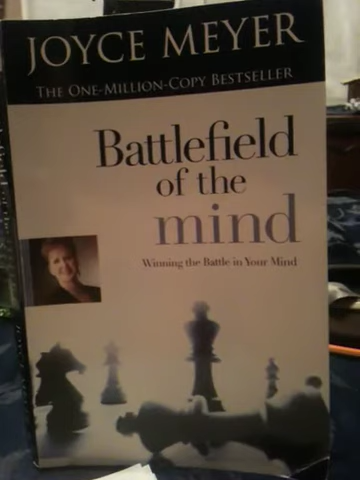 JOYCE MEYER
THE ONE-MILLION-COPY BESTSELLER
Battlefield
of the
mind
Winning the Battle in Your Mind